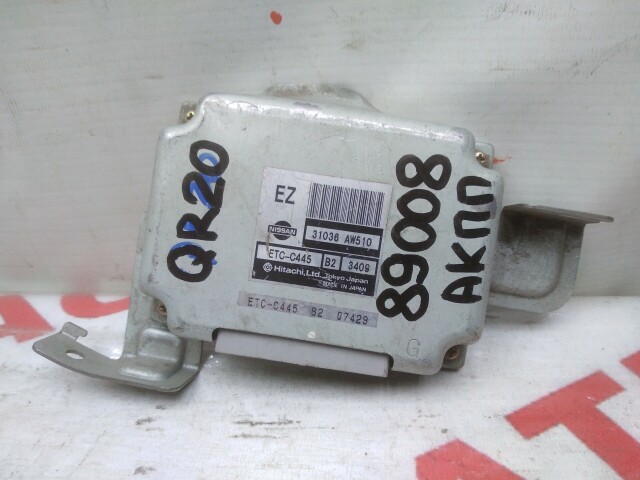 QR20
EZ
NISSAN
31036 AW510
ETC-C445 B2 3409
Hitachi, Ltd. Tokyo Japan
MADE IN JAPAN
ETC-C445 B2 07429
G
89008
АКПП